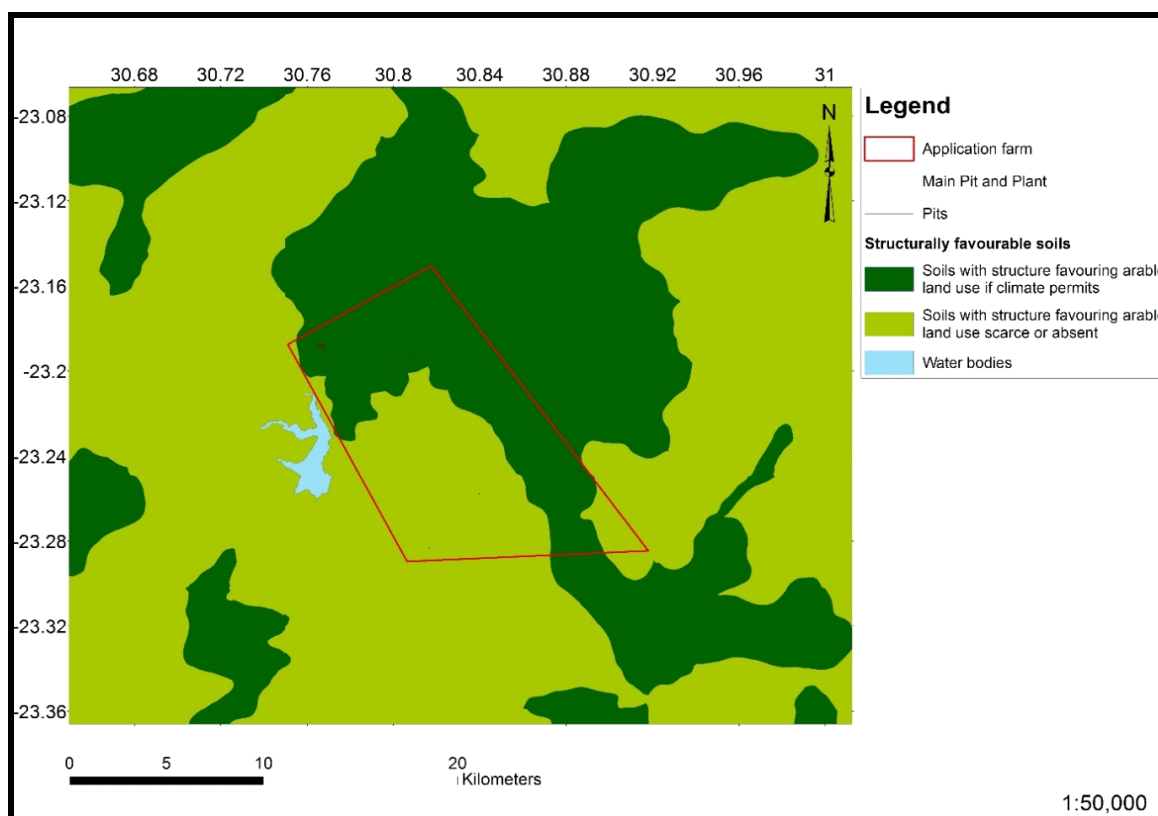 30.68 30.72 30.76 30.8 30.84 30.88 30.92 30.96 31
-23.08
-23.12
-23.16
-23.2
-23.24
-23.28
-23.32
-23.36
N
Legend
Application farm
Main Pit and Plant
Pits
Structurally favourable soils
Soils with structure favouring arable
land use if climate permits
Soils with structure favouring arable
land use scarce or absent
Water bodies
0 5 10 20
Kilometers
1:50,000